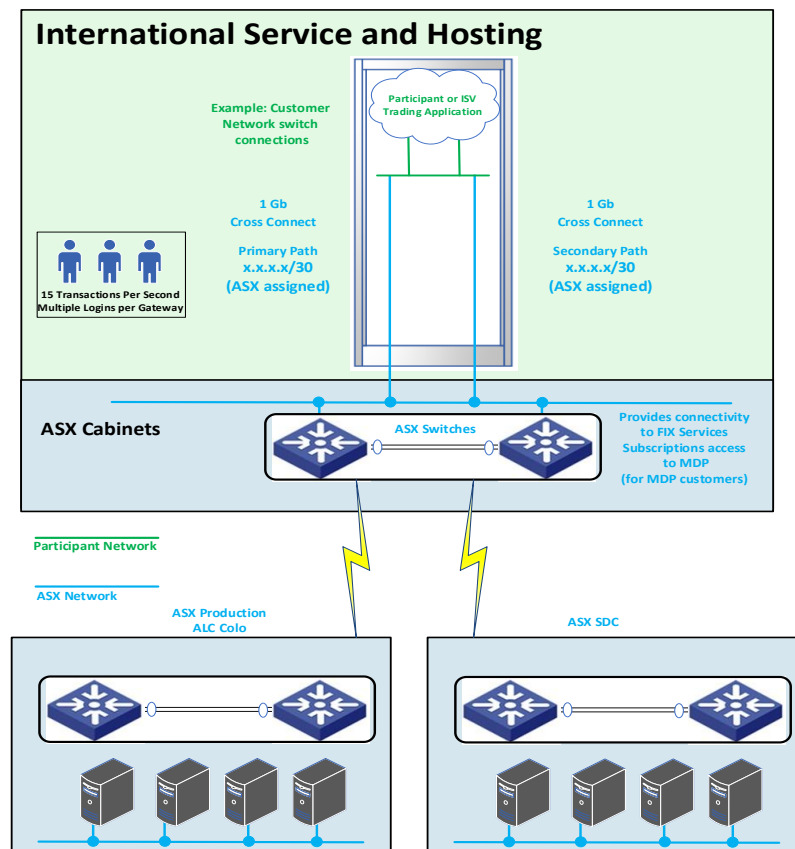 International Service and Hosting
Participant or ISV
Trading Application
Example: Customer
Network switch
connections
1 Gb
Cross Connect
Primary Path
x.x.x.x/30
(ASX assigned)
1 Gb
Cross Connect
Secondary Path
x.x.x.x/30
(ASX assigned)
15 Transactions Per Second
Multiple Logins per Gateway
ASX Cabinets
ASX Switches
Provides connectivity
to FIX Services
Subscriptions access
to MDP
(for MDP customers)
Participant Network
ASX Network
ASX Production
ALC Colo
ASX SDC